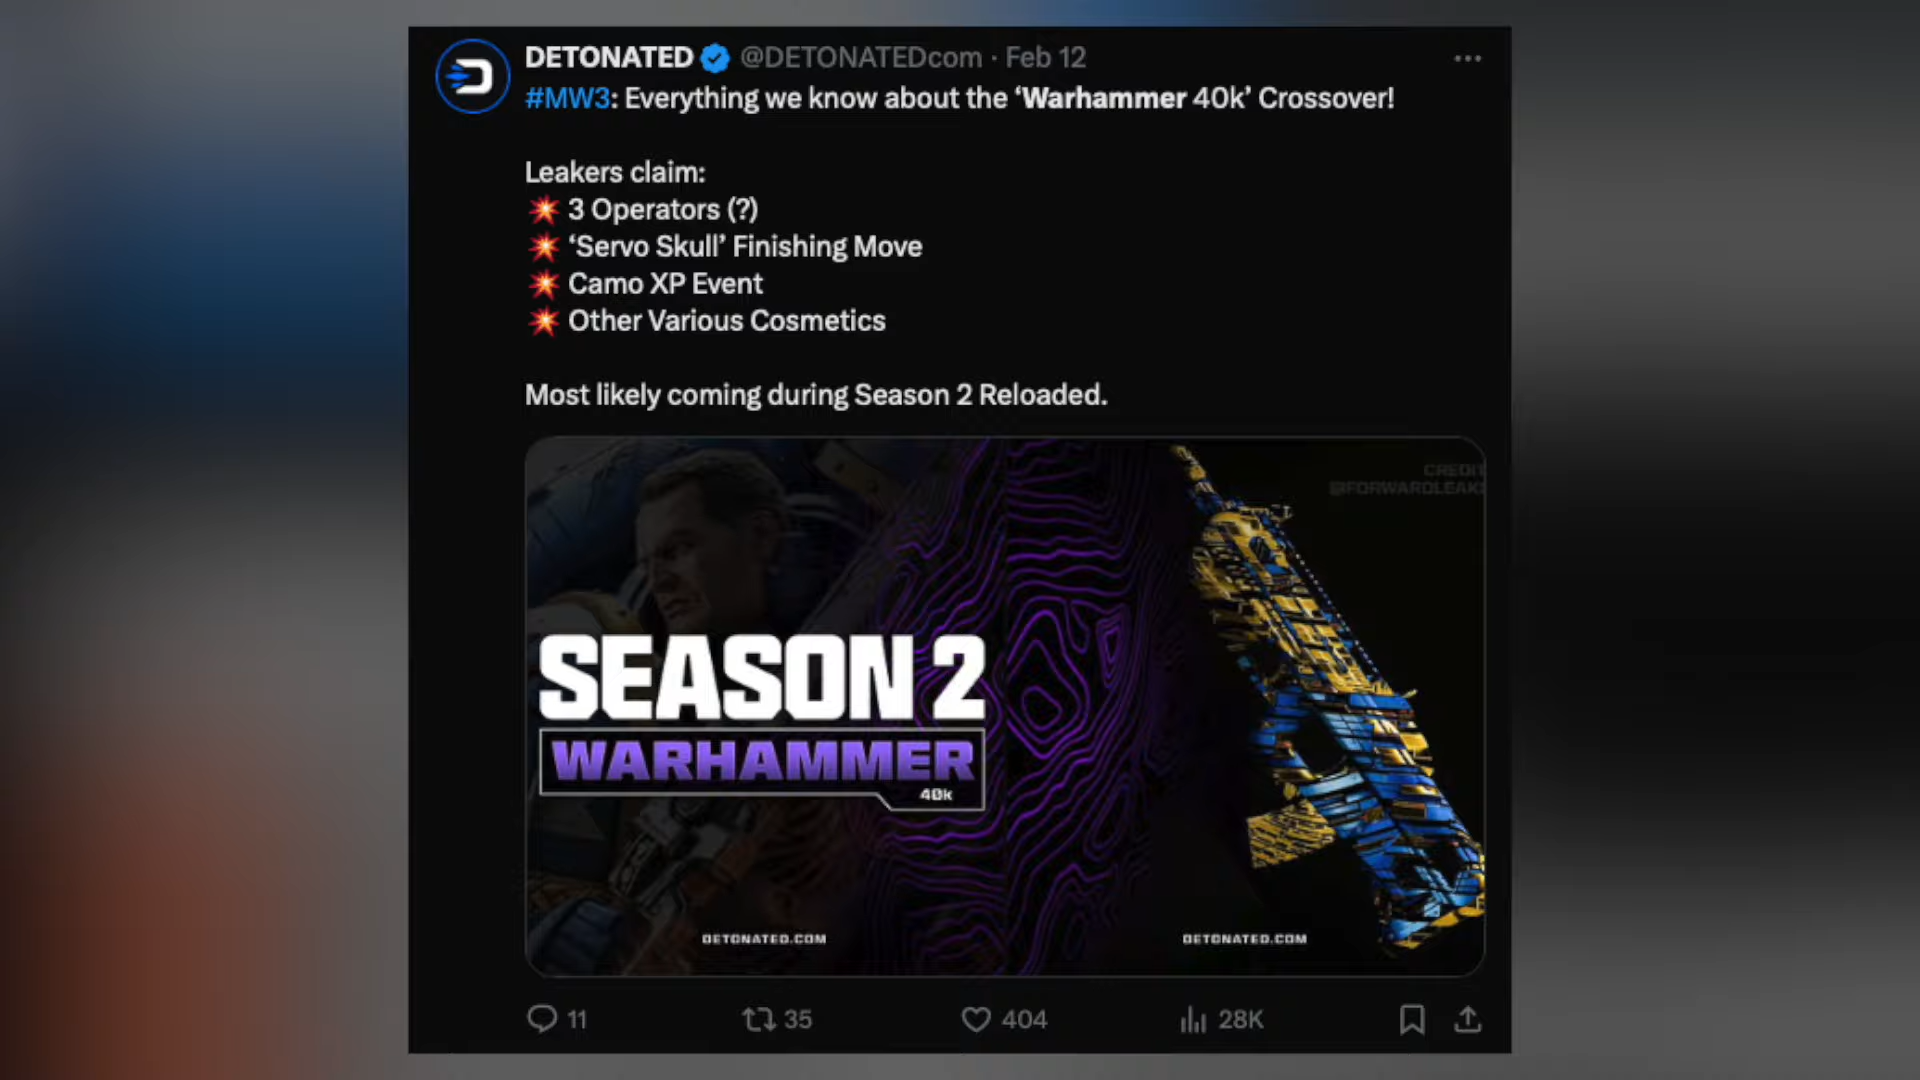 DETONATED @DETONATEDcom · Feb 12
#MW3: Everything we know about the ‘Warhammer 40k’ Crossover!
Leakers claim:
💥 3 Operators (?)
💥 ‘Servo Skull’ Finishing Move
💥 Camo XP Event
💥 Other Various Cosmetics
Most likely coming during Season 2 Reloaded.
CREDIT
@FORWARDLEAKS
SEASON 2
WARHAMMER
40k
DETONATED.COM
DETONATED.COM
11 35 404 28K